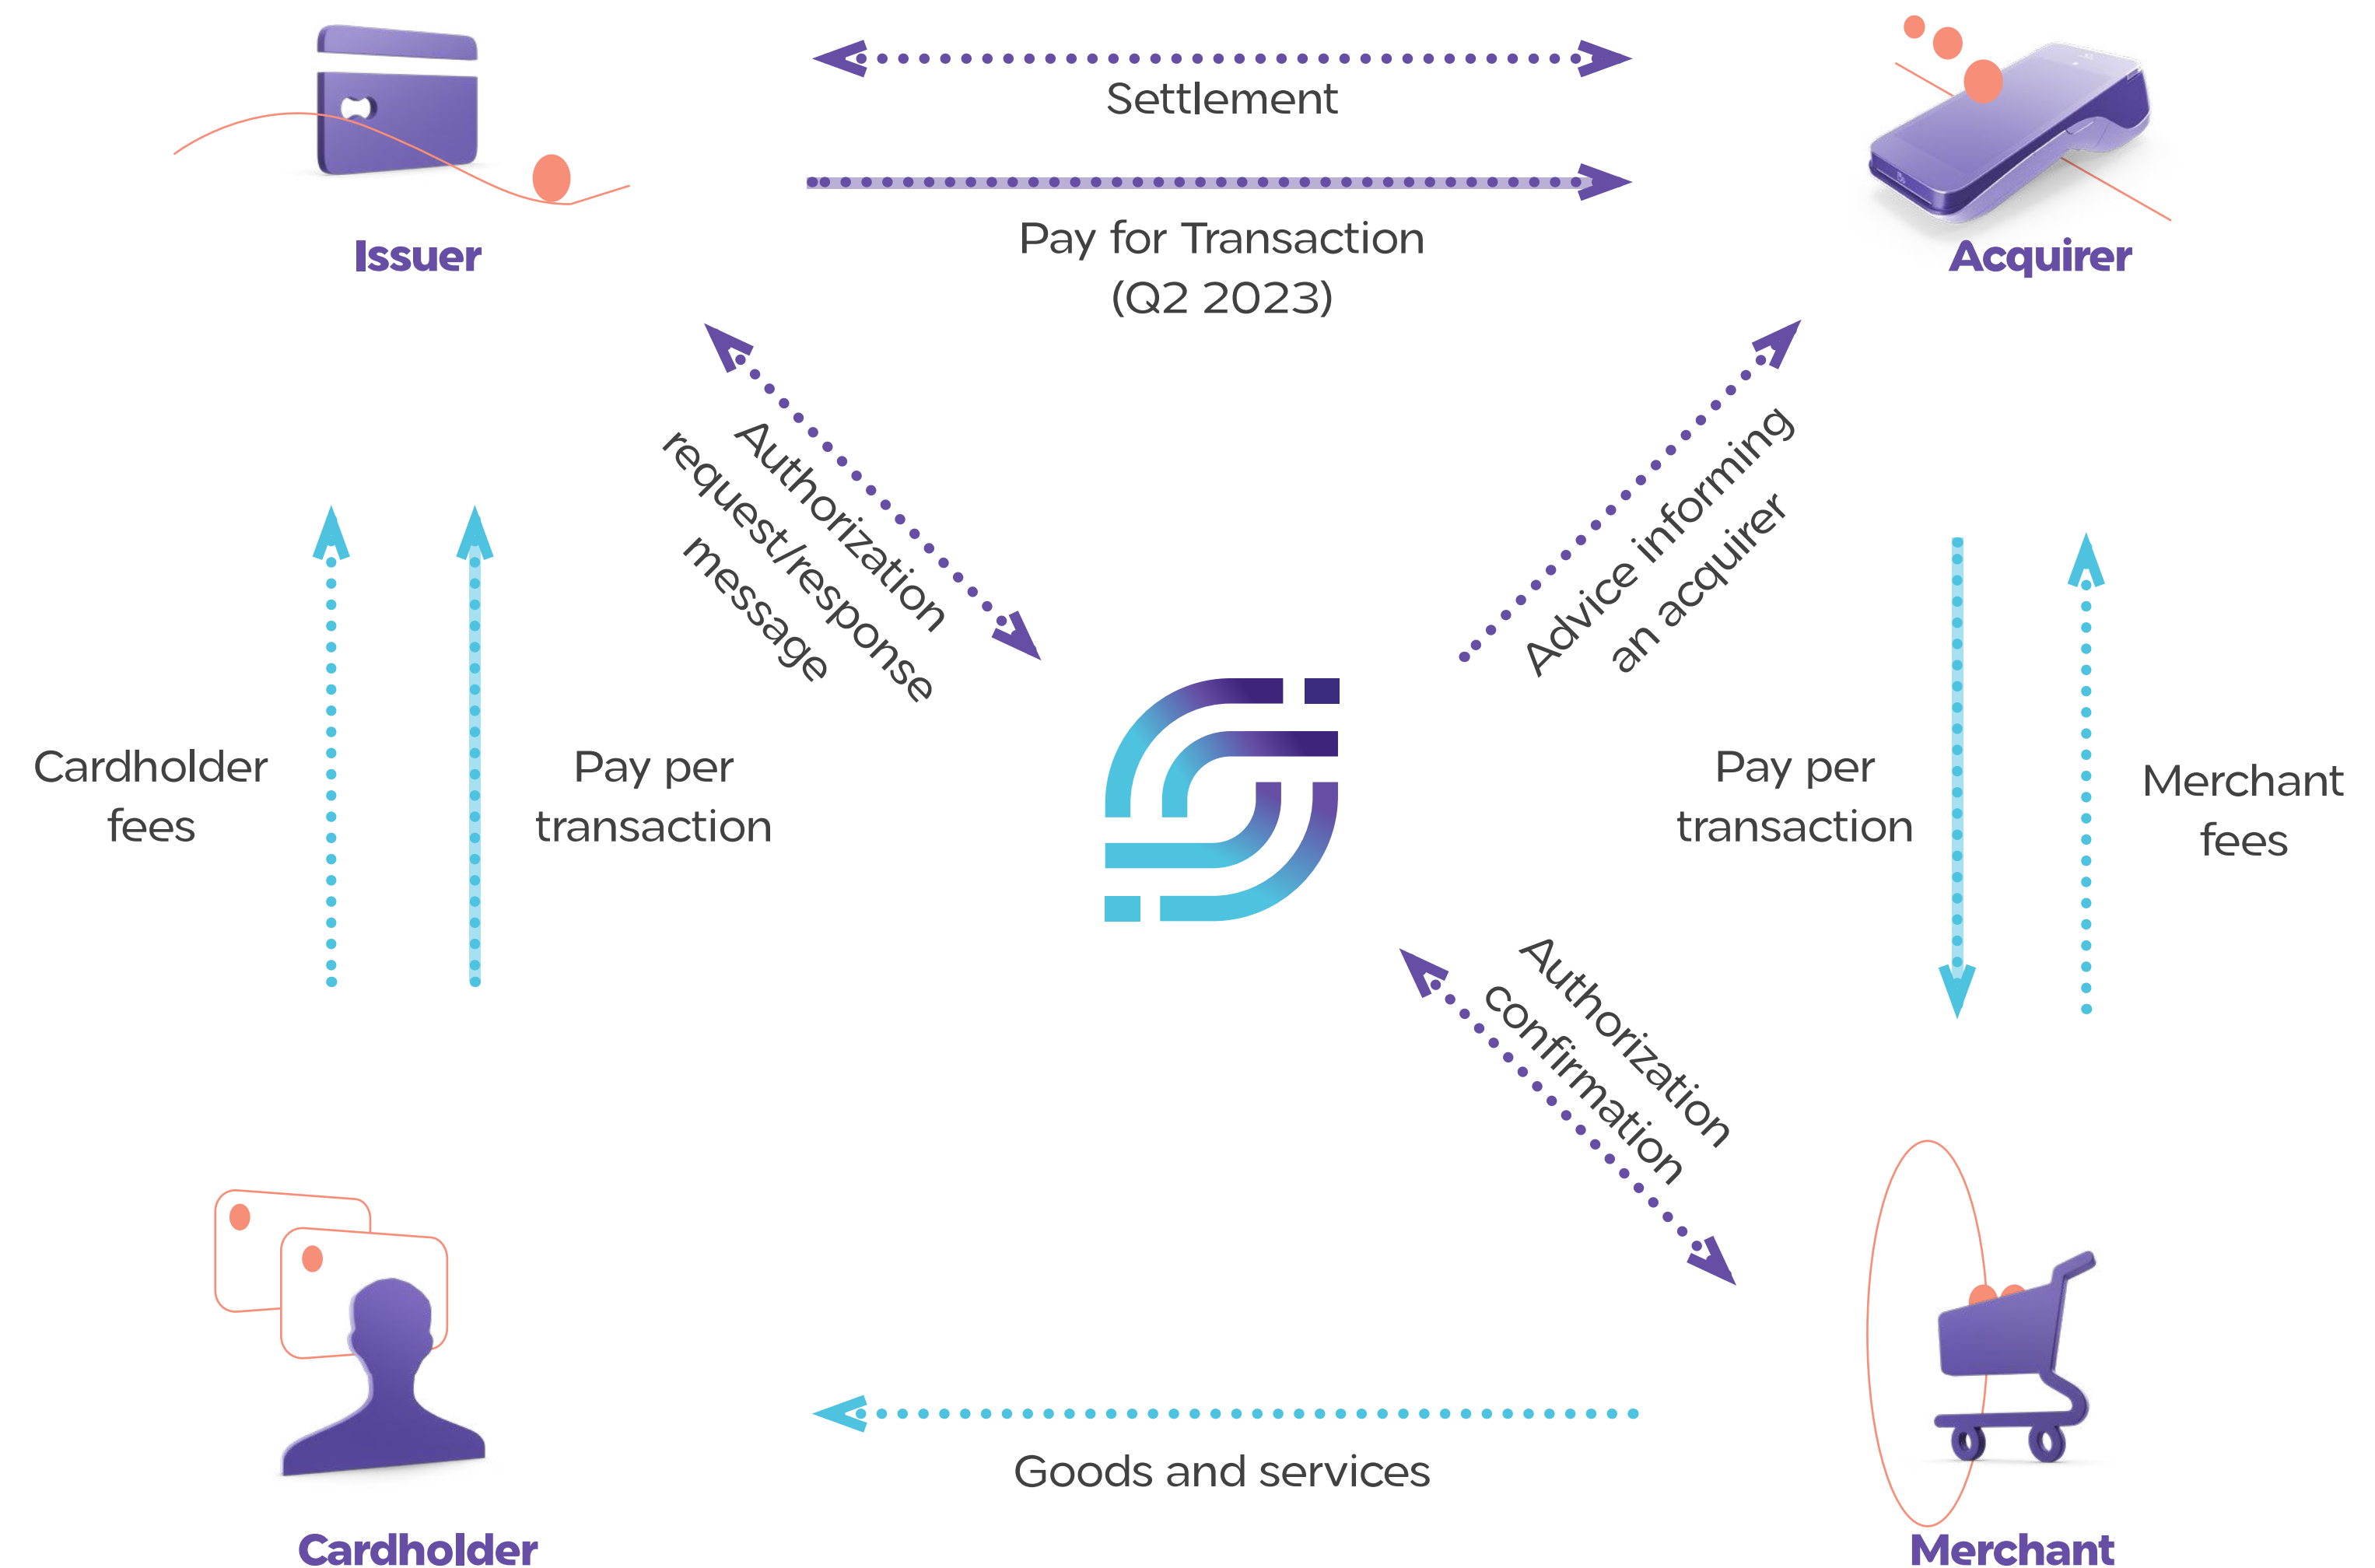 Settlement
Pay for Transaction
(Q2 2023)
Issuer
Acquirer
Authorization
request/response
message
Advice informing
an acquirer
Cardholder
fees
Pay per
transaction
Pay per
transaction
Merchant
fees
Authorization
confirmation
Goods and services
Cardholder
Merchant